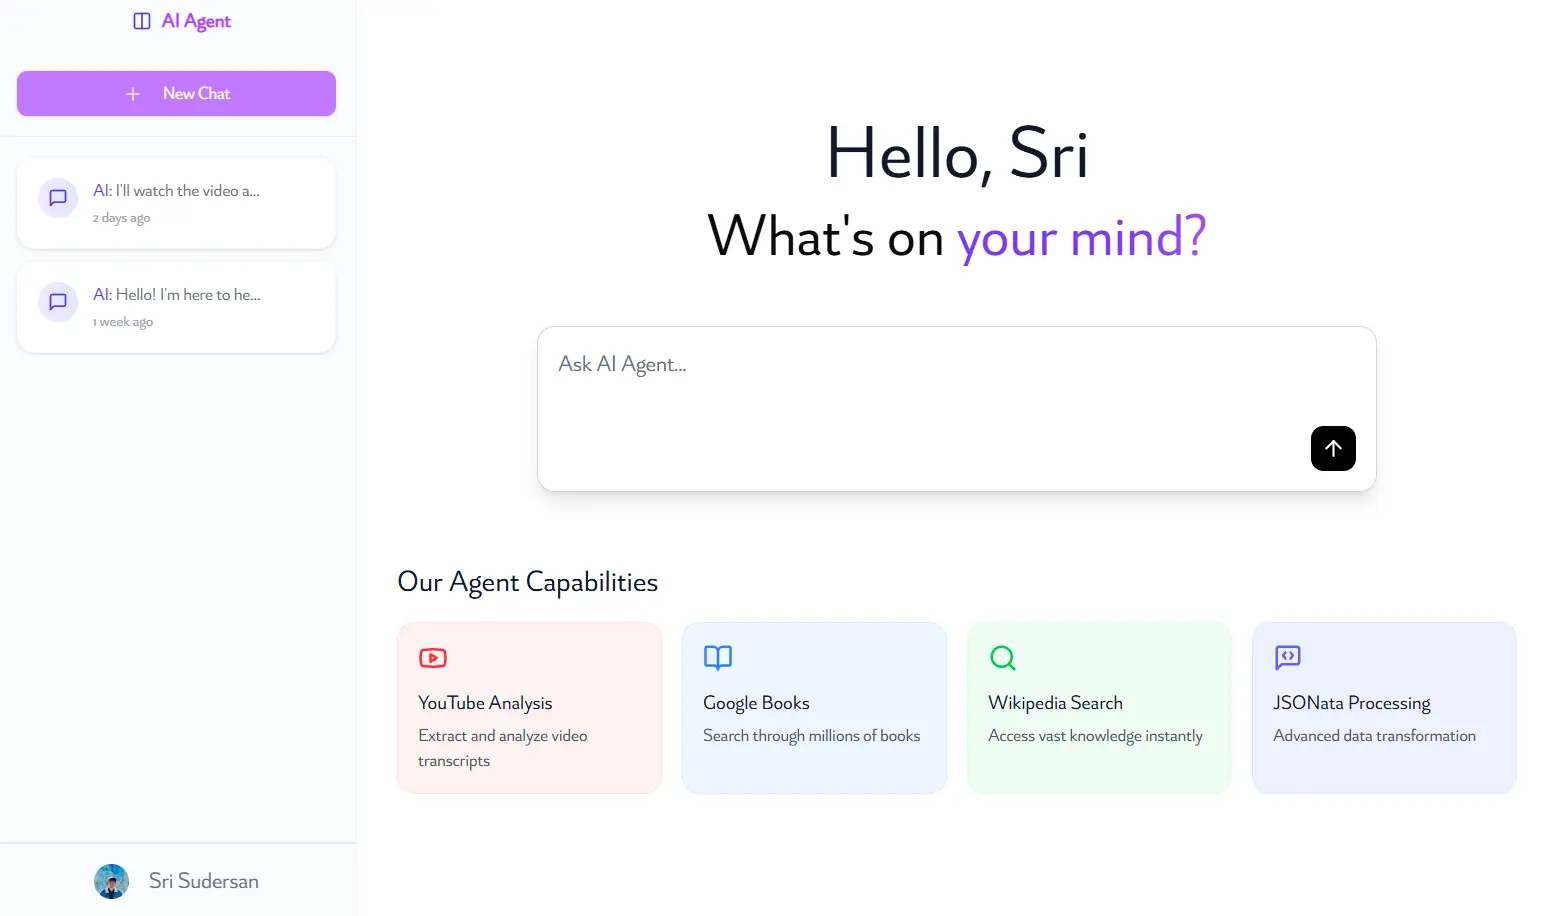 AI Agent
New Chat
AI: I'll watch the video a...
2 days ago
AI: Hello! I'm here to he...
1 week ago
Sri Sudersan
Hello, Sri
What's on your mind?
Ask AI Agent...
Our Agent Capabilities
YouTube Analysis
Extract and analyze video
transcripts
Google Books
Search through millions of books
Wikipedia Search
Access vast knowledge instantly
JSONata Processing
Advanced data transformation